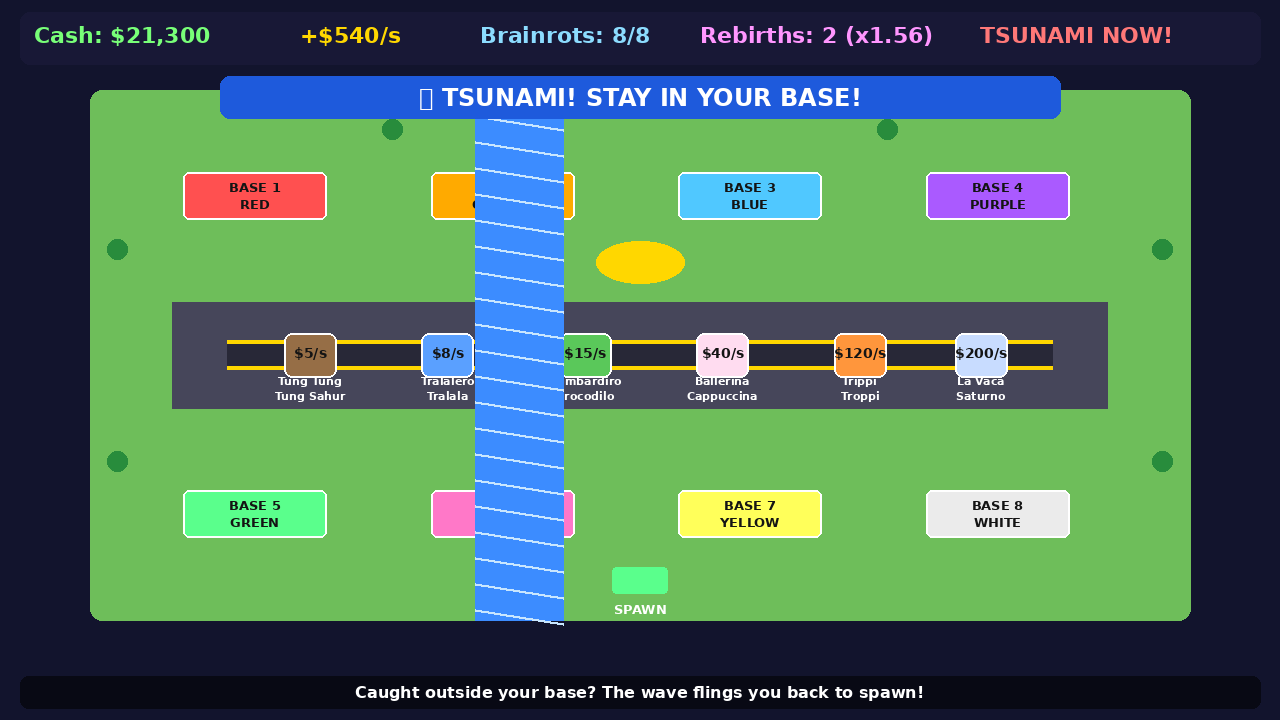 Cash: $21,300
+$540/s
Brainrots: 8/8
Rebirths: 2 (x1.56)
TSUNAMI NOW!
TSUNAMI! STAY IN YOUR BASE!
BASE 1
RED
BASE 3
BLUE
BASE 4
PURPLE
$5/s
$8/s
$15/s
$40/s
$120/s
$200/s
Tung Tung
Tung Sahur
Tralalero
Tralala
mbardiro
rocodilo
Ballerina
Cappuccina
Trippi
Troppi
La Vaca
Saturno
BASE 5
GREEN
BASE 7
YELLOW
BASE 8
WHITE
SPAWN
Caught outside your base? The wave flings you back to spawn!